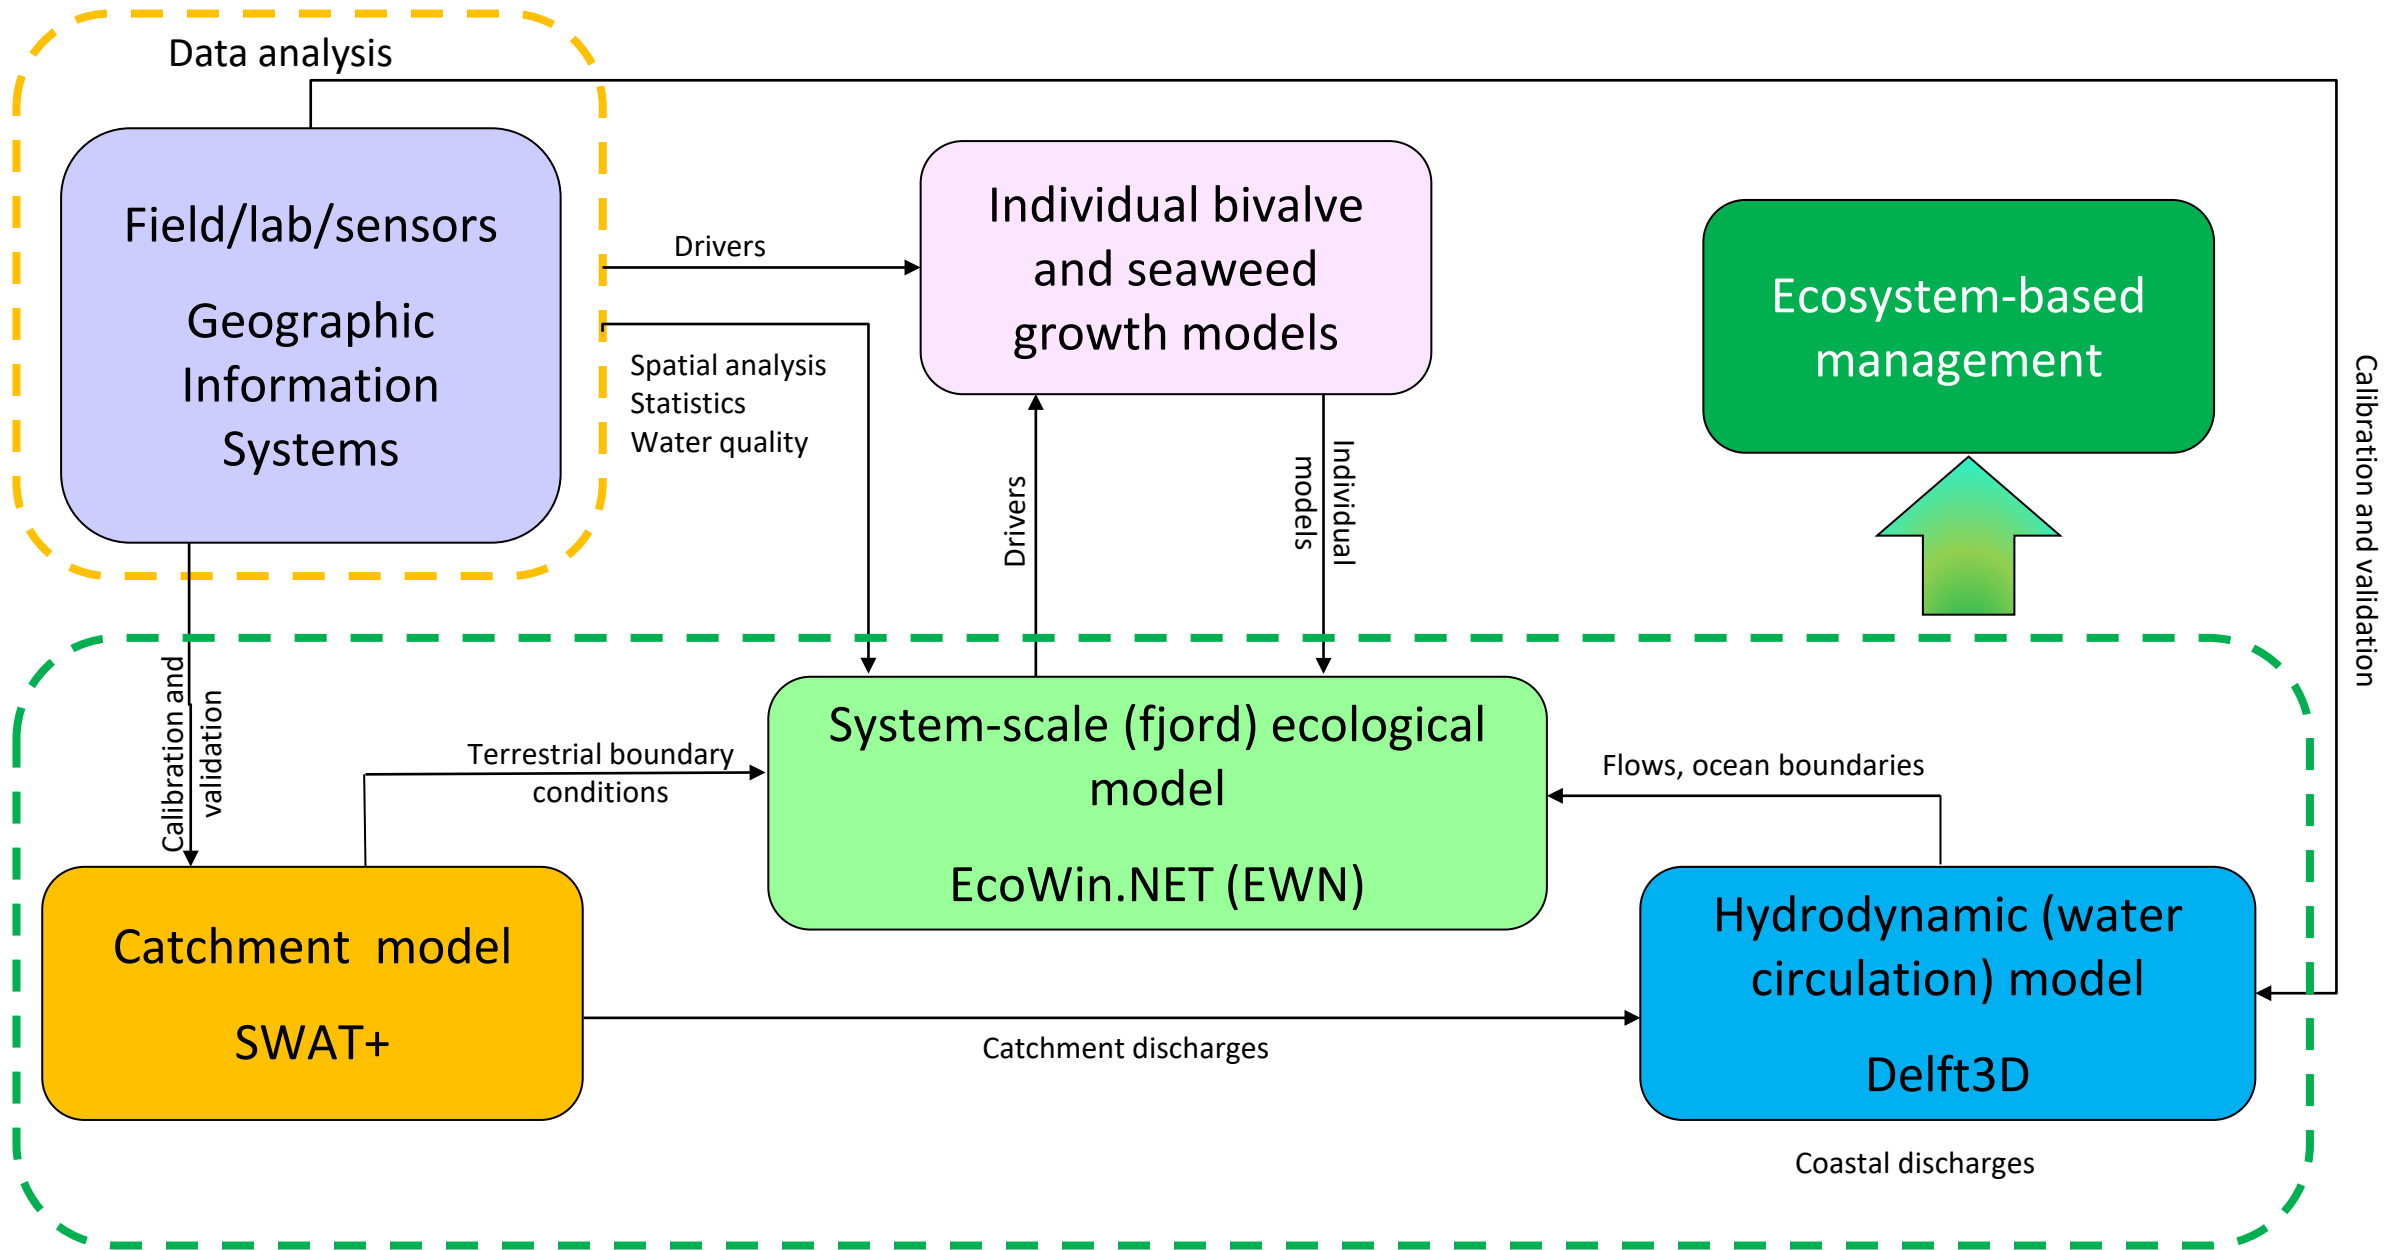 Data analysis
Field/lab/sensors
Geographic
Information
Systems
Drivers
Spatial analysis
Statistics
Water quality
Individual bivalve
and seaweed
growth models
Ecosystem-based
management
Calibration and validation
Drivers
Individual
models
Calibration and
validation
Terrestrial boundary
conditions
System-scale (fjord) ecological
model
EcoWin.NET (EWN)
Flows, ocean boundaries
Catchment model
SWAT+
Catchment discharges
Hydrodynamic (water
circulation) model
Delft3D
Coastal discharges